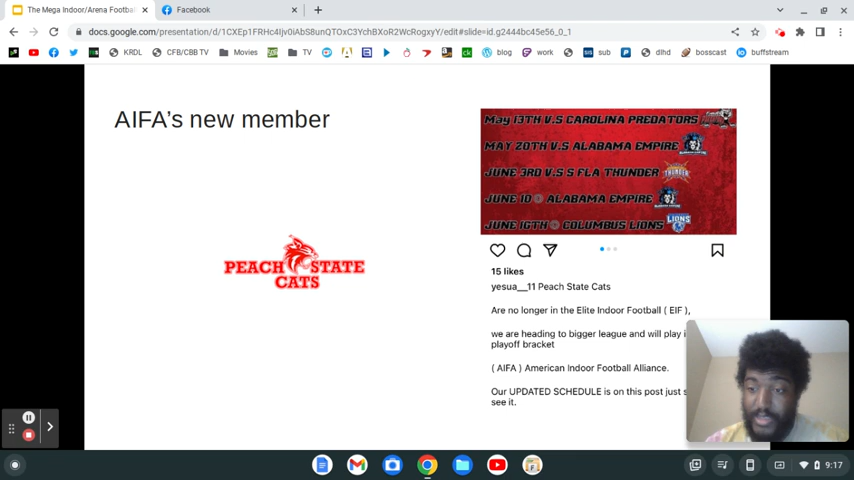 The Mega Indoor/Arena Footbal
Facebook
docs.google.com/presentation/d/1CXEp1FRHc4Ijv0iAbS8unQTOxC3YchBXoR2WcRogxyY/edit#slide=id.g2444bc45e56_0_1
KRDL
CFB/CBB TV
Movies
TV
blog
work
sub
dlhd
bosscast
buffstream
AIFA's new member
PEACH STATE
CATS
MAY 13TH V.S CAROLINA PREDATORS
MAY 20TH V.S ALABAMA EMPIRE
JUNE 3RD V.S S FLA THUNDER
JUNE 10 @ ALABAMA EMPIRE
JUNE 16TH @ COLUMBUS LIONS
15 likes
yesua__11 Peach State Cats
Are no longer in the Elite Indoor Football ( EIF ),
we are heading to bigger league and will play i
playoff bracket
( AIFA ) American Indoor Football Alliance.
Our UPDATED SCHEDULE is on this post just s
see it.
9:17